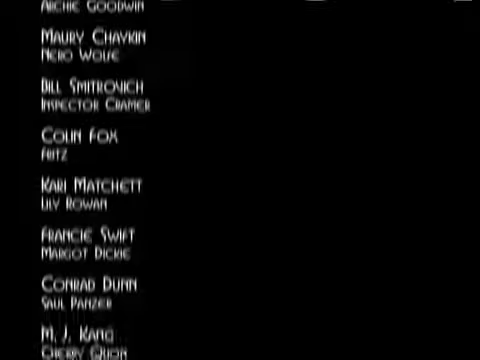 Archie Goodwin
Maury Chaykin
Nero Wolfe
Bill Smitrovich
Inspector Cramer
Colin Fox
Fritz
Kari Matchett
Lily Rowan
Francie Swift
Margot Dickie
Conrad Dunn
Saul Panzer
M. J. Kang
Cherry Quon